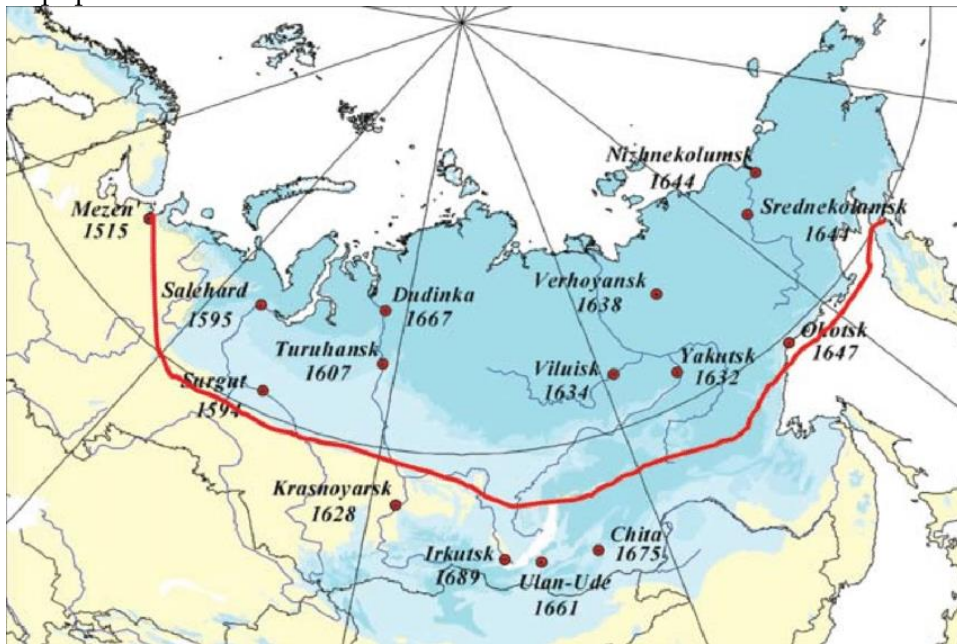 Nizhnekolumsk
1644
Mezen'
1515
Srednekolamsk
1644
Salehard
1595
Dudinka
1667
Verhoyansk
1638
Okotsk
1647
Turuhansk
1607
Viluisk
1634
Yakutsk
1632
Surgut
1594
Krasnoyarsk
1628
Irkutsk
1689
Ulan-Ude
1661
Chita
1675